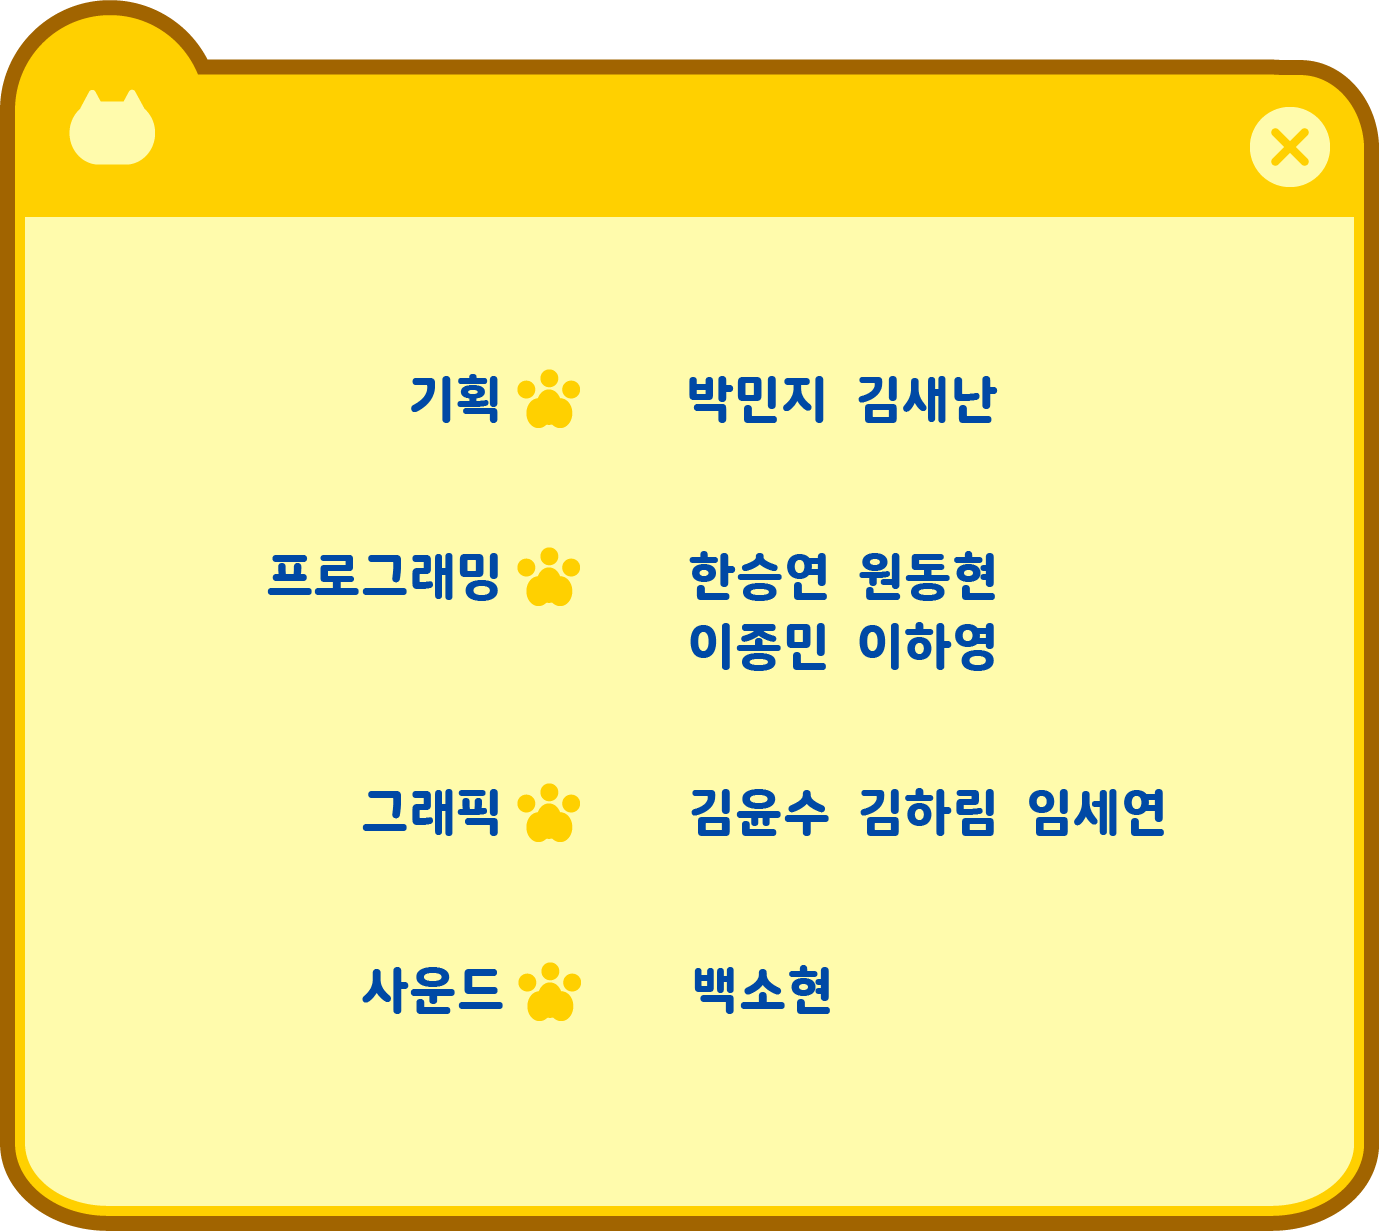 기획 박민지 김새난
프로그래밍 한승연 원동현
이종민 이하영
그래픽 김윤수 김하림 임세연
사운드 백소현